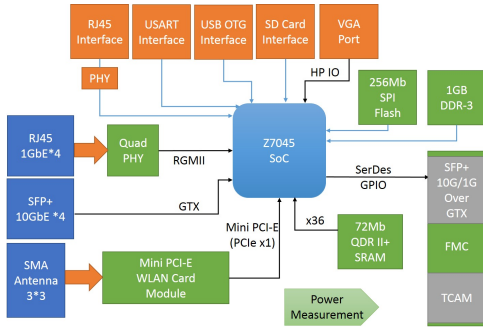 RJ45
Interface
USART
Interface
USB OTG
Interface
SD Card
Interface
VGA
Port
PHY
HP IO
256Mb
SPI
Flash
1GB
DDR-3
RJ45
1GbE*4
Quad
PHY
RGMII
Z7045
SoC
SerDes
GPIO
SFP+
10G/1G
Over
GTX
SFP+
10GbE *4
GTX
Mini PCI-E
(PCIe x1)
x36
72Mb
QDR II+
SRAM
FMC
SMA
Antenna
3*3
Mini PCI-E
WLAN Card
Module
Power
Measurement
TCAM